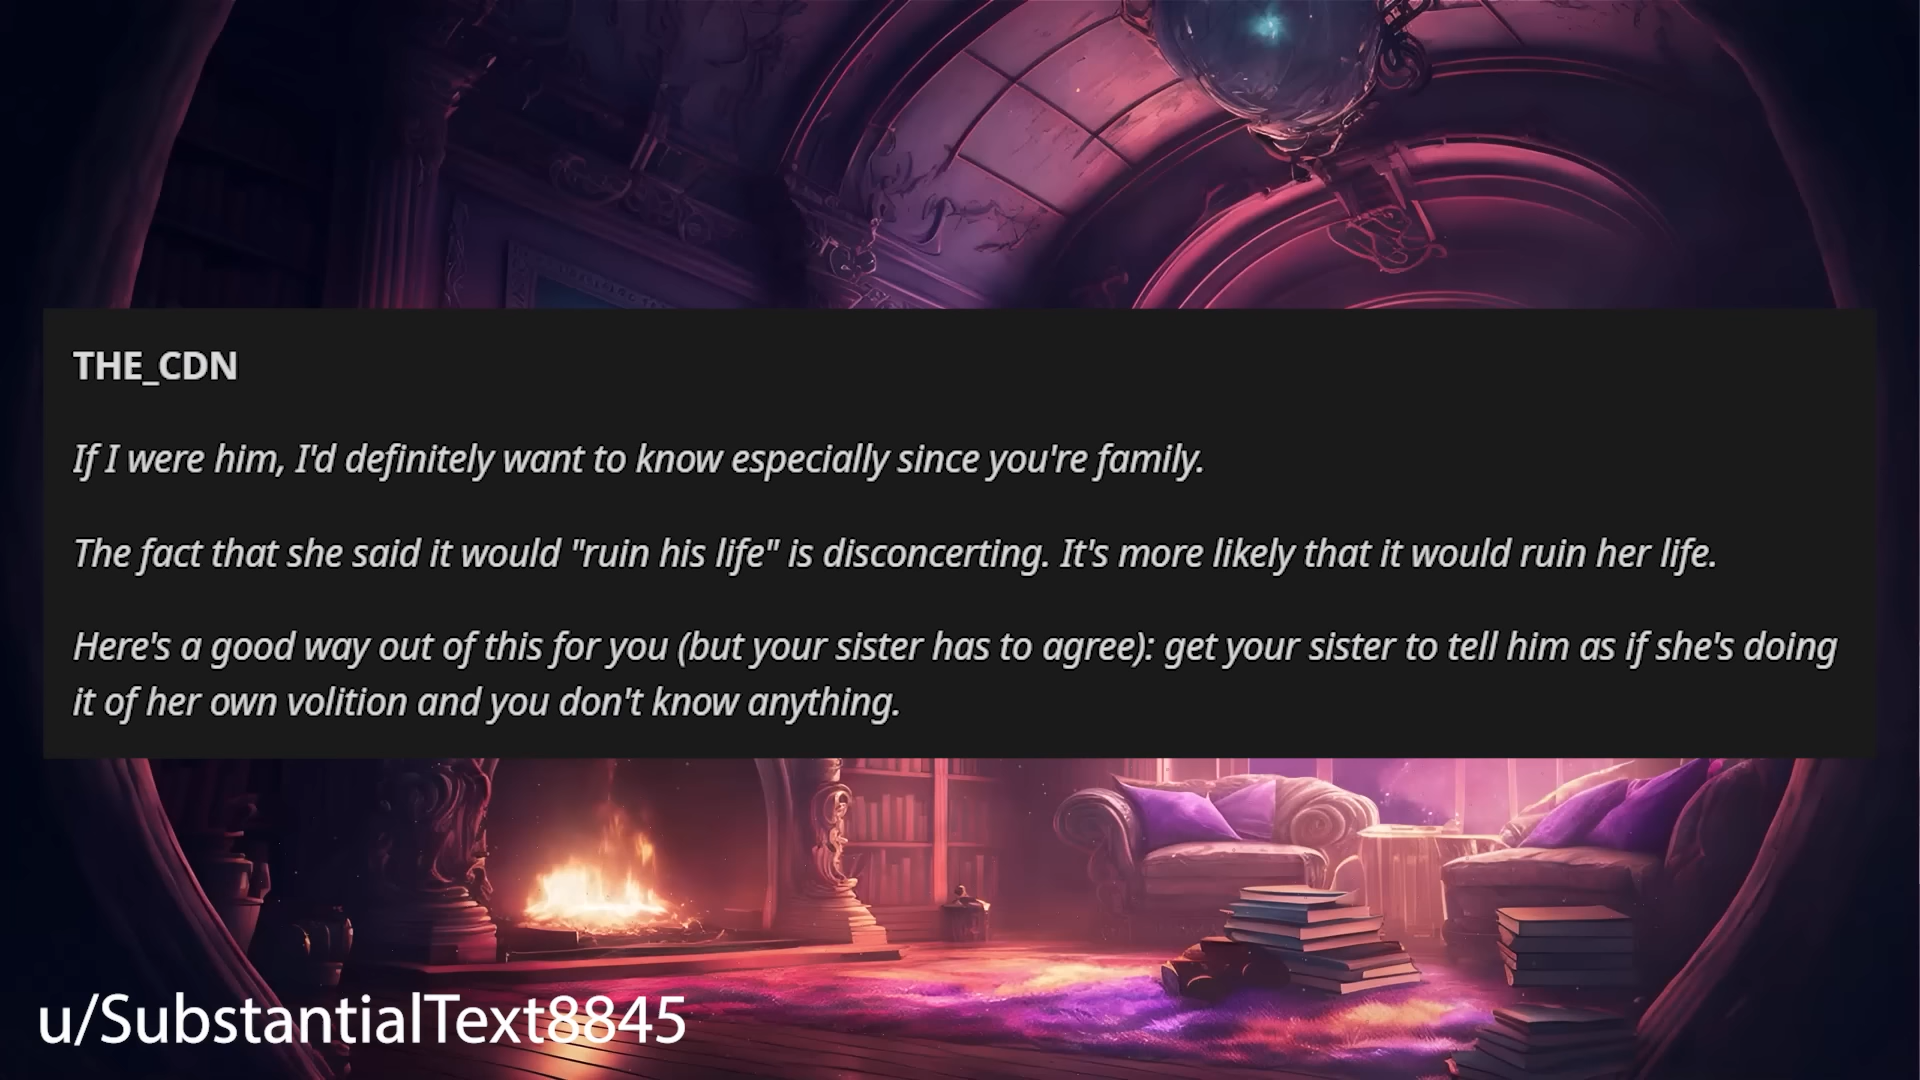 THE_CDN
If I were him, I'd definitely want to know especially since you're family.
The fact that she said it would "ruin his life" is disconcerting. It's more likely that it would ruin her life.
Here's a good way out of this for you (but your sister has to agree): get your sister to tell him as if she's doing
it of her own volition and you don't know anything.
u/SubstantialText8845